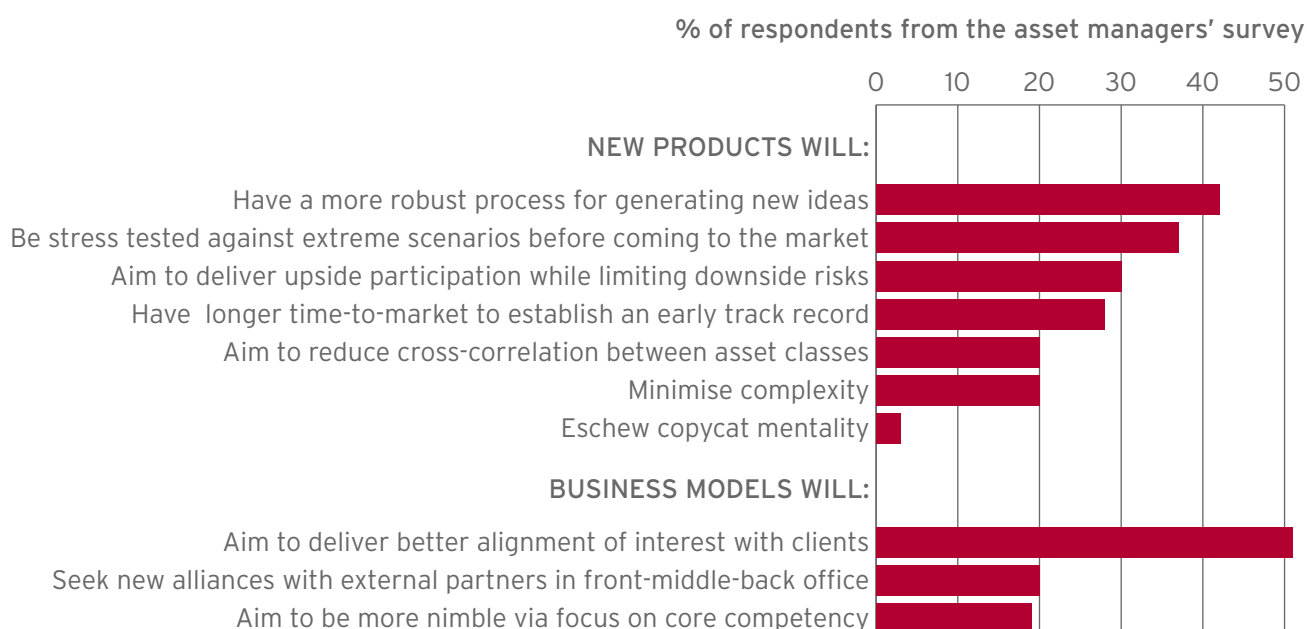 % of respondents from the asset managers’ survey
0 10 20 30 40 50
NEW PRODUCTS WILL:
Have a more robust process for generating new ideas
Be stress tested against extreme scenarios before coming to the market
Aim to deliver upside participation while limiting downside risks
Have longer time-to-market to establish an early track record
Aim to reduce cross-correlation between asset classes
Minimise complexity
Eschew copycat mentality
BUSINESS MODELS WILL:
Aim to deliver better alignment of interest with clients
Seek new alliances with external partners in front-middle-back office
Aim to be more nimble via focus on core competency